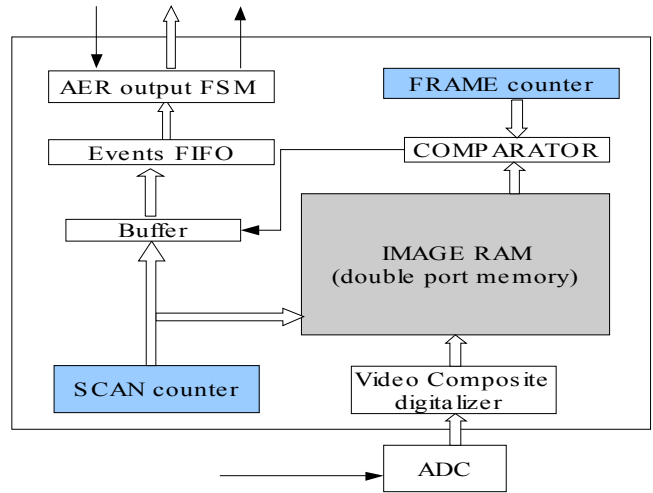 AER output FSM
FRAME counter
Events FIFO
COMPARATOR
Buffer
IMAGE RAM
(double port memory)
SCAN counter
Video Composite
digitalizer
ADC